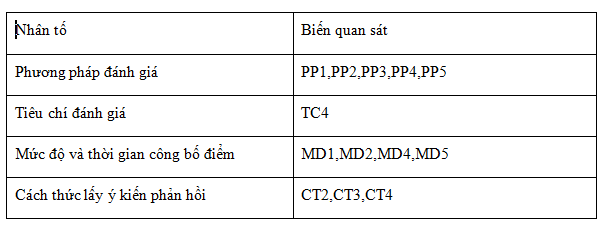 Nhân tố Biến quan sát
Phương pháp đánh giá PP1,PP2,PP3,PP4,PP5
Tiêu chí đánh giá TC4
Mức độ và thời gian công bố điểm MD1,MD2,MD4,MD5
Cách thức lấy ý kiến phản hồi CT2,CT3,CT4